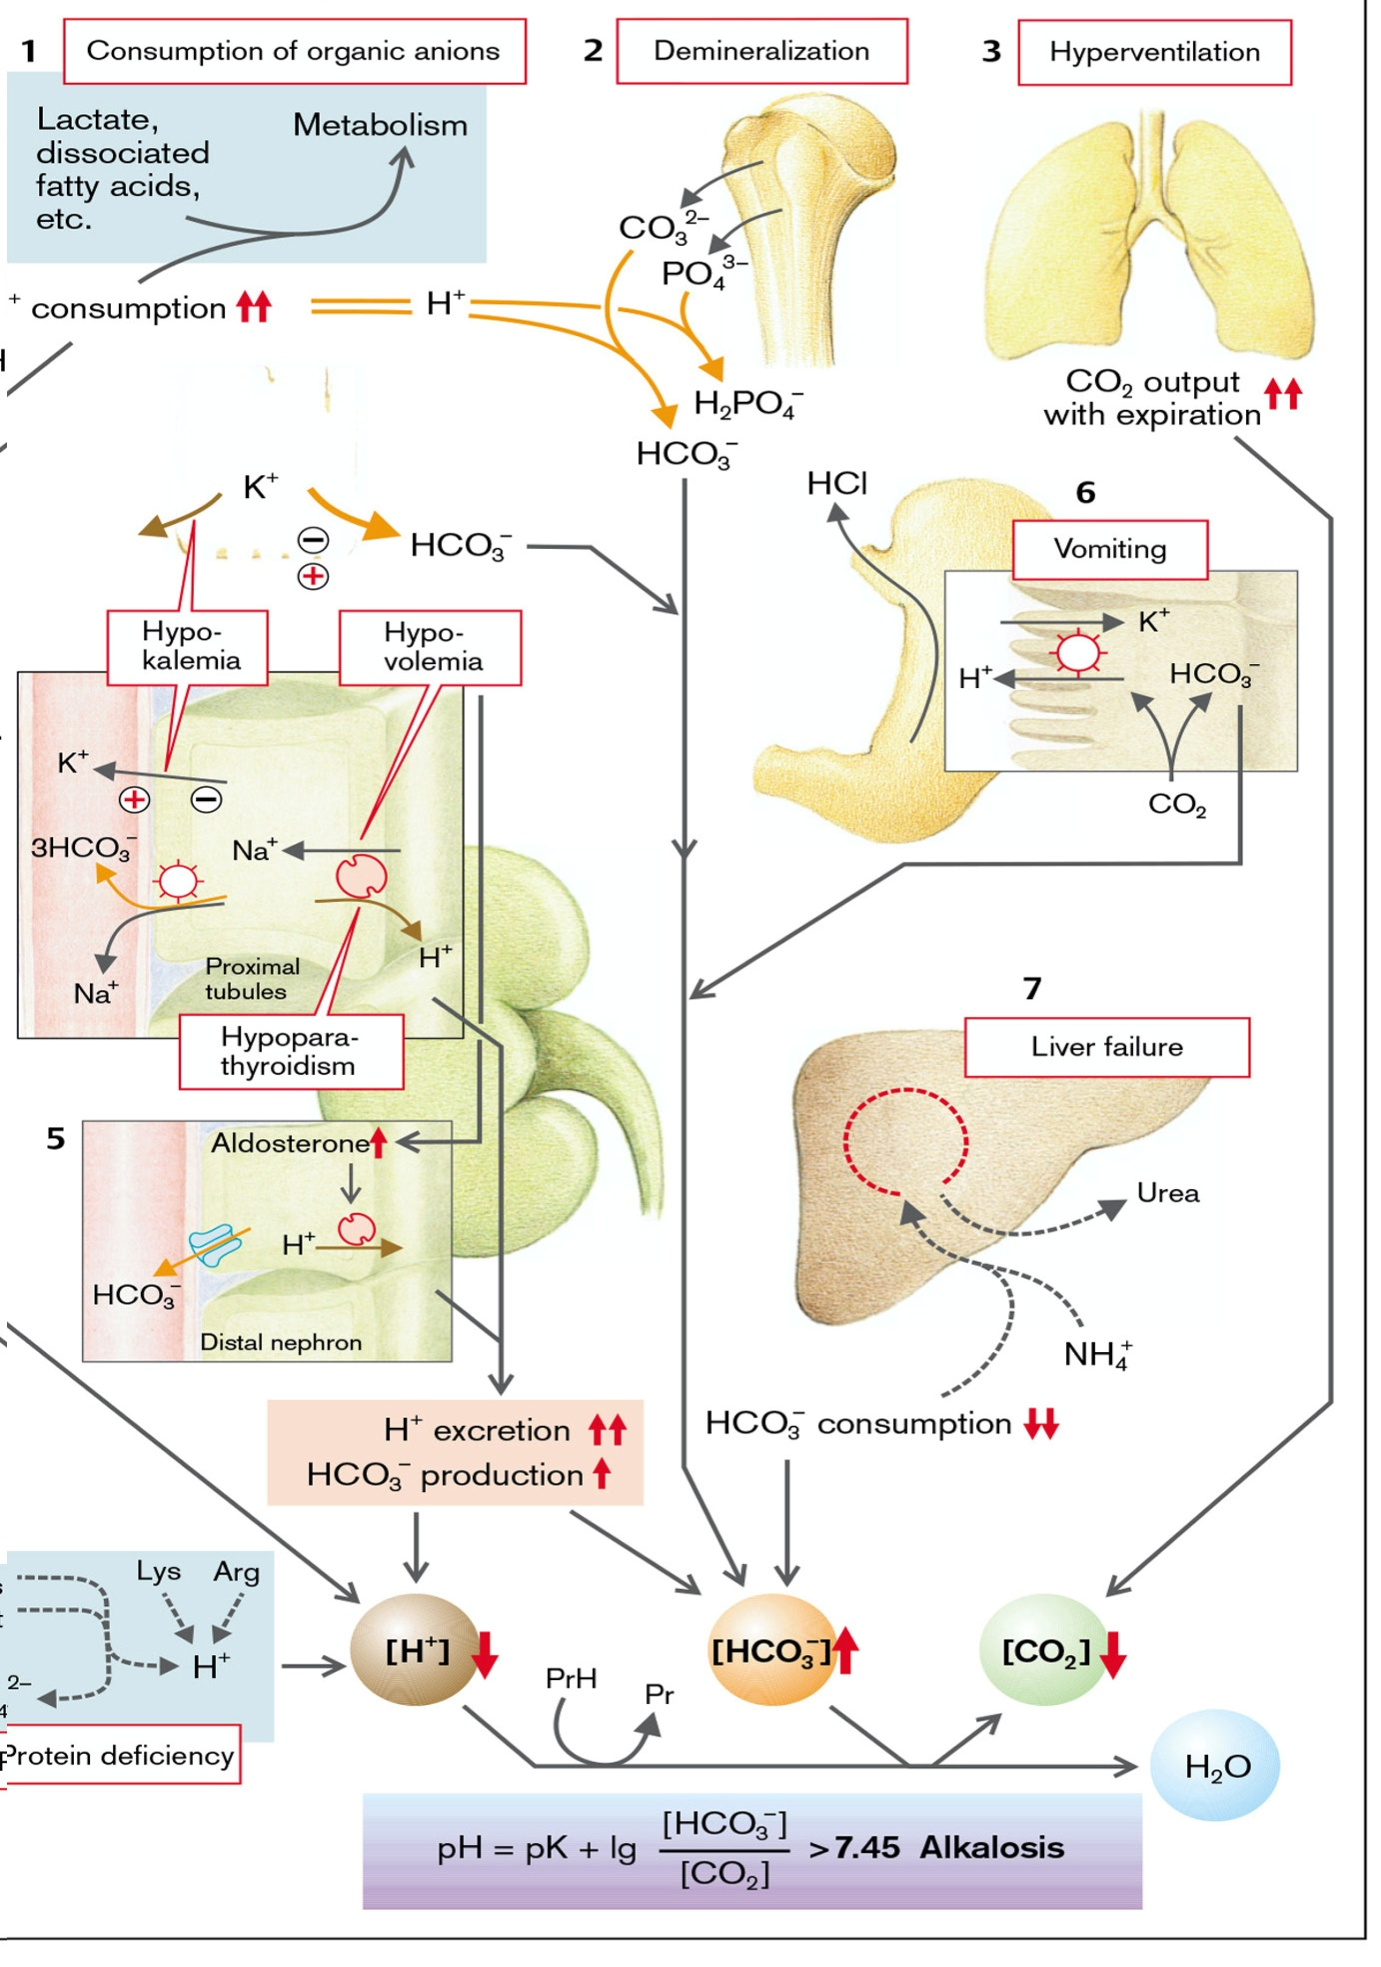 1 Consumption of organic anions
2 Demineralization
3 Hyperventilation
Lactate,
dissociated
fatty acids,
etc.
Metabolism
CO₃²⁻
PO₄³⁻
⁺ consumption
H⁺
H₂PO₄⁻
HCO₃⁻
CO₂ output
with expiration
K⁺
HCO₃⁻
HCl
6
Vomiting
K⁺
H⁺
HCO₃⁻
CO₂
Hypo-
kalemia
Hypo-
volemia
K⁺
3HCO₃⁻
Na⁺
Na⁺
H⁺
Proximal
tubules
Hypopara-
thyroidism
7
Liver failure
Urea
NH₄⁺
HCO₃⁻ consumption
5
Aldosterone
H⁺
HCO₃⁻
Distal nephron
H⁺ excretion
HCO₃⁻ production
Lys Arg
H⁺
2–
4
Protein deficiency
[H⁺]
[HCO₃⁻]
[CO₂]
PrH
Pr
H₂O
pH = pK + lg [HCO₃⁻] / [CO₂] >7.45 Alkalosis